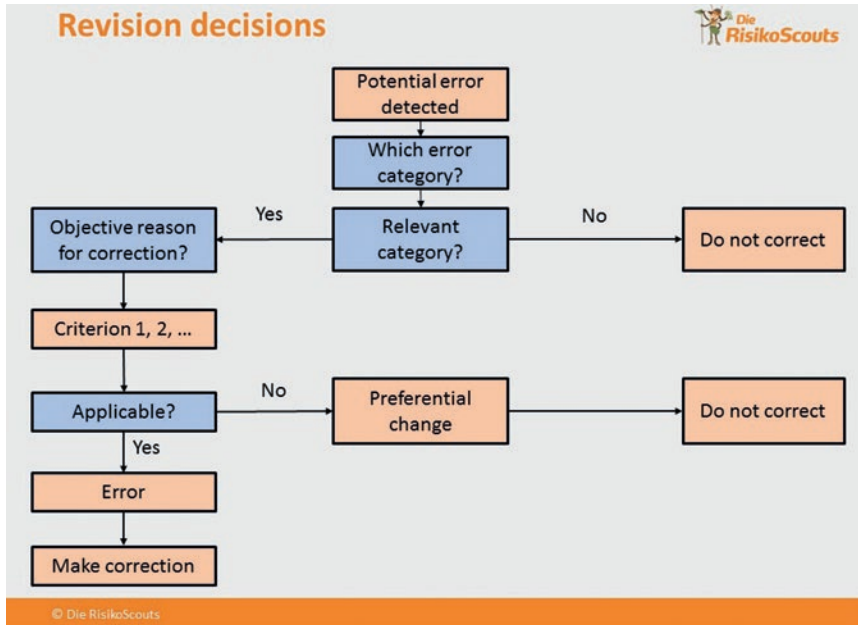 Revision decisions
Die
RisikoScouts
Potential error
detected
Which error
category?
Yes
No
Objective reason
for correction?
Relevant
category?
Do not correct
Criterion 1, 2, ...
No
Applicable?
Preferential
change
Do not correct
Yes
Error
Make correction
© Die RisikoScouts